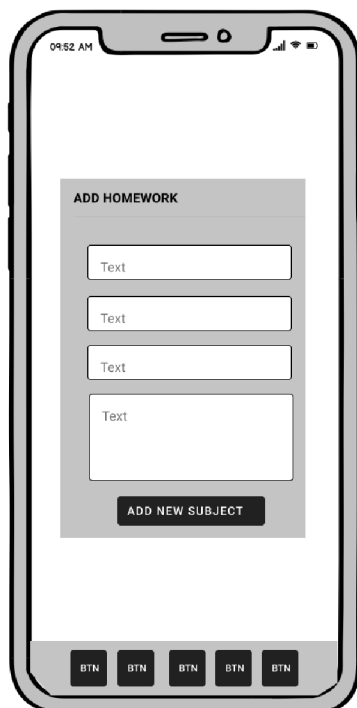 09:52 AM
ADD HOMEWORK
Text
Text
Text
Text
ADD NEW SUBJECT
BTN BTN BTN BTN BTN